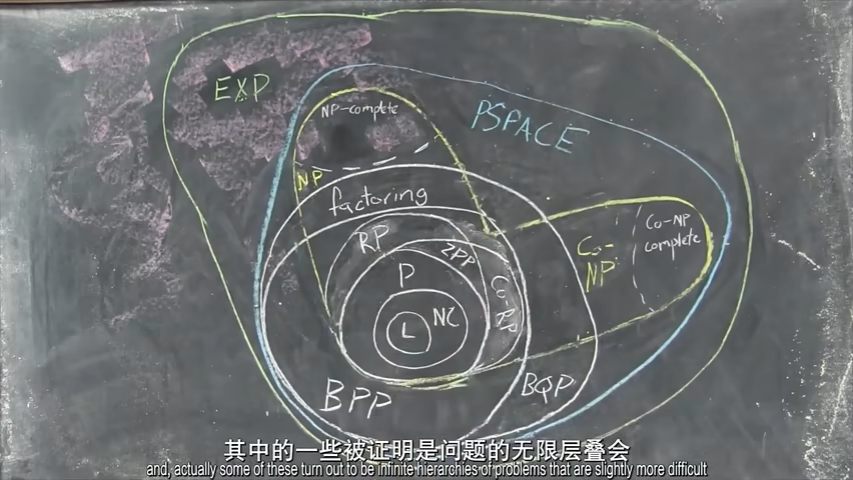 EXP
NP-complete
PSPACE
NP
factoring
Co-NP
complete
RP
ZPP
Co-
NP
P
Co-RP
NC
L
BPP
BQP
其中的一些被证明是问题的无限层叠会
and, actually some of these turn out to be infinite hierarchies of problems that are slightly more difficult